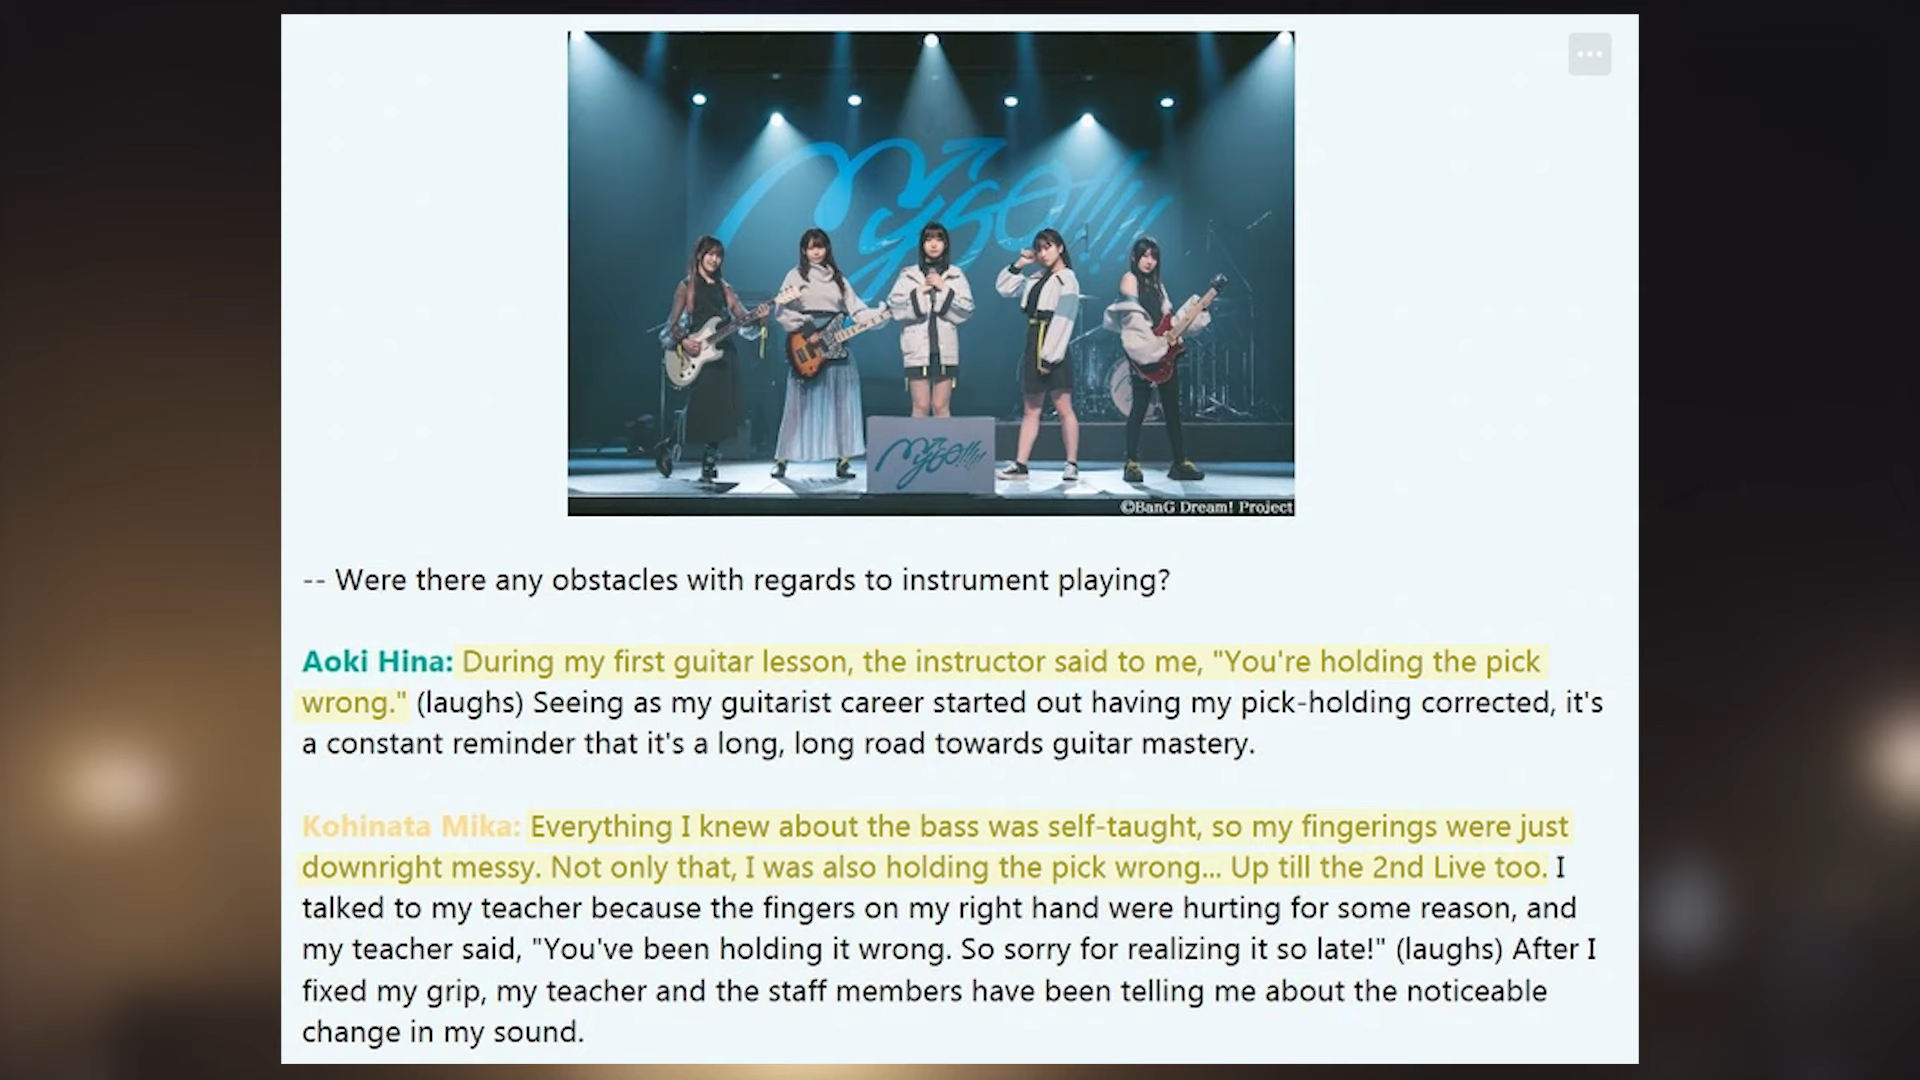 MyGO!!!!!
MyGO!!!!!
©BanG Dream! Project
-- Were there any obstacles with regards to instrument playing?
Aoki Hina: During my first guitar lesson, the instructor said to me, "You're holding the pick
wrong." (laughs) Seeing as my guitarist career started out having my pick-holding corrected, it's
a constant reminder that it's a long, long road towards guitar mastery.
Kohinata Mika: Everything I knew about the bass was self-taught, so my fingerings were just
downright messy. Not only that, I was also holding the pick wrong... Up till the 2nd Live too. I
talked to my teacher because the fingers on my right hand were hurting for some reason, and
my teacher said, "You've been holding it wrong. So sorry for realizing it so late!" (laughs) After I
fixed my grip, my teacher and the staff members have been telling me about the noticeable
change in my sound.